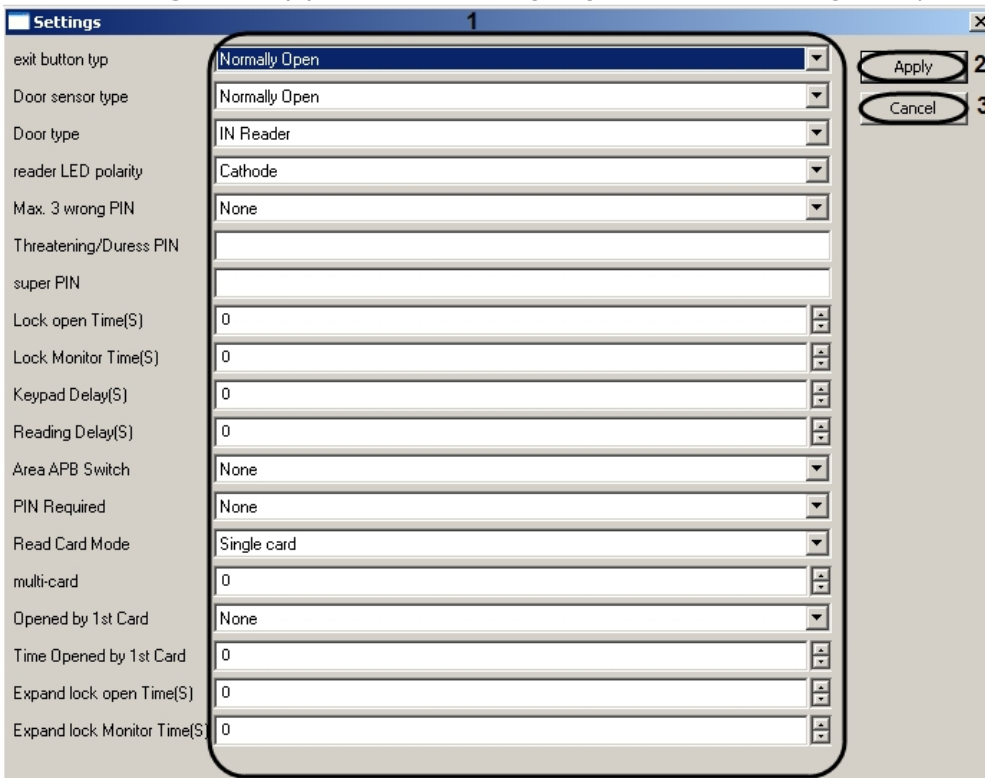 Settings 1
exit button typ Normally Open Apply 2
Door sensor type Normally Open Cancel 3
Door type IN Reader
reader LED polarity Cathode
Max. 3 wrong PIN None
Threatening/Duress PIN
super PIN
Lock open Time(S) 0
Lock Monitor Time(S) 0
Keypad Delay(S) 0
Reading Delay(S) 0
Area APB Switch None
PIN Required None
Read Card Mode Single card
multi-card 0
Opened by 1st Card None
Time Opened by 1st Card 0
Expand lock open Time(S) 0
Expand lock Monitor Time(S) 0